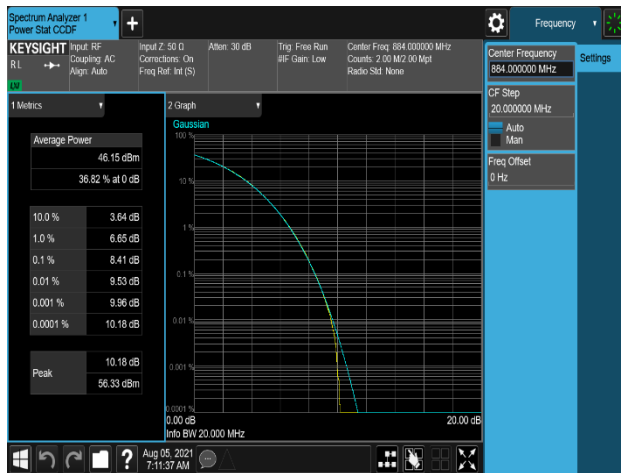 Spectrum Analyzer 1
Power Stat CCDF
Frequency
KEYSIGHT
RL
LW
Input: RF
Coupling: AC
Align: Auto
Input Z: 50 Ω
Corrections: On
Freq Ref: Int (S)
Atten: 30 dB
Trig: Free Run
#IF Gain: Low
Center Freq: 884.000000 MHz
Counts: 2.00 M/2.00 Mpt
Radio Std: None
Center Frequency
884.000000 MHz
Settings
CF Step
20.000000 MHz
Auto
Man
Freq Offset
0 Hz
1 Metrics
Average Power
46.15 dBm
36.82 % at 0 dB
10.0 % 3.64 dB
1.0 % 6.65 dB
0.1 % 8.41 dB
0.01 % 9.53 dB
0.001 % 9.96 dB
0.0001 % 10.18 dB
Peak
10.18 dB
56.33 dBm
2 Graph
Gaussian
100 %
10 %
1 %
0.1 %
0.01 %
0.001 %
0.0001 %
0.00 dB 20.00 dB
Info BW 20.000 MHz
?
Aug 05, 2021
7:11:37 AM